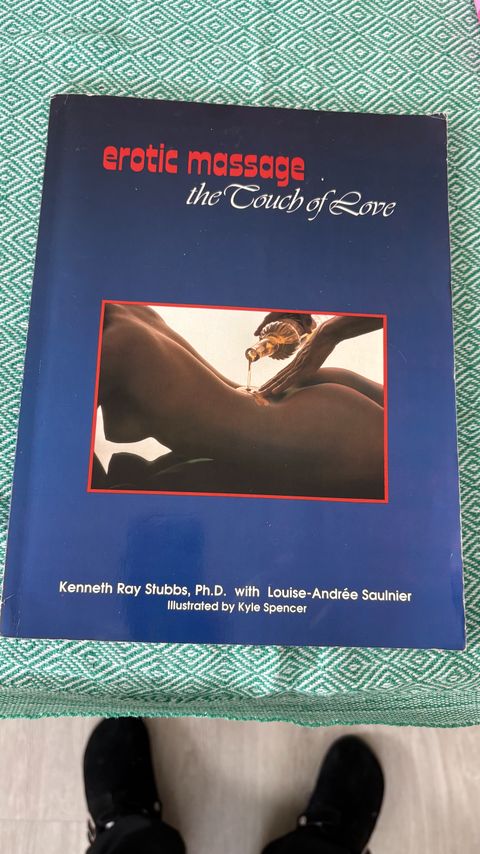 erotic massage
the Touch of Love
Kenneth Ray Stubbs, Ph.D. with Louise-Andrée Saulnier
Illustrated by Kyle Spencer